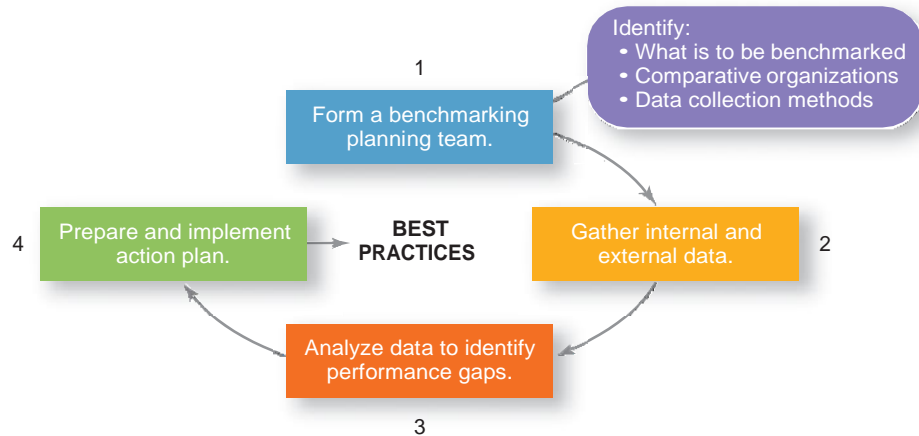 Identify:
• What is to be benchmarked
• Comparative organizations
• Data collection methods
1
Form a benchmarking
planning team.
Gather internal and
external data.
2
Analyze data to identify
performance gaps.
3
4
Prepare and implement
action plan.
BEST
PRACTICES